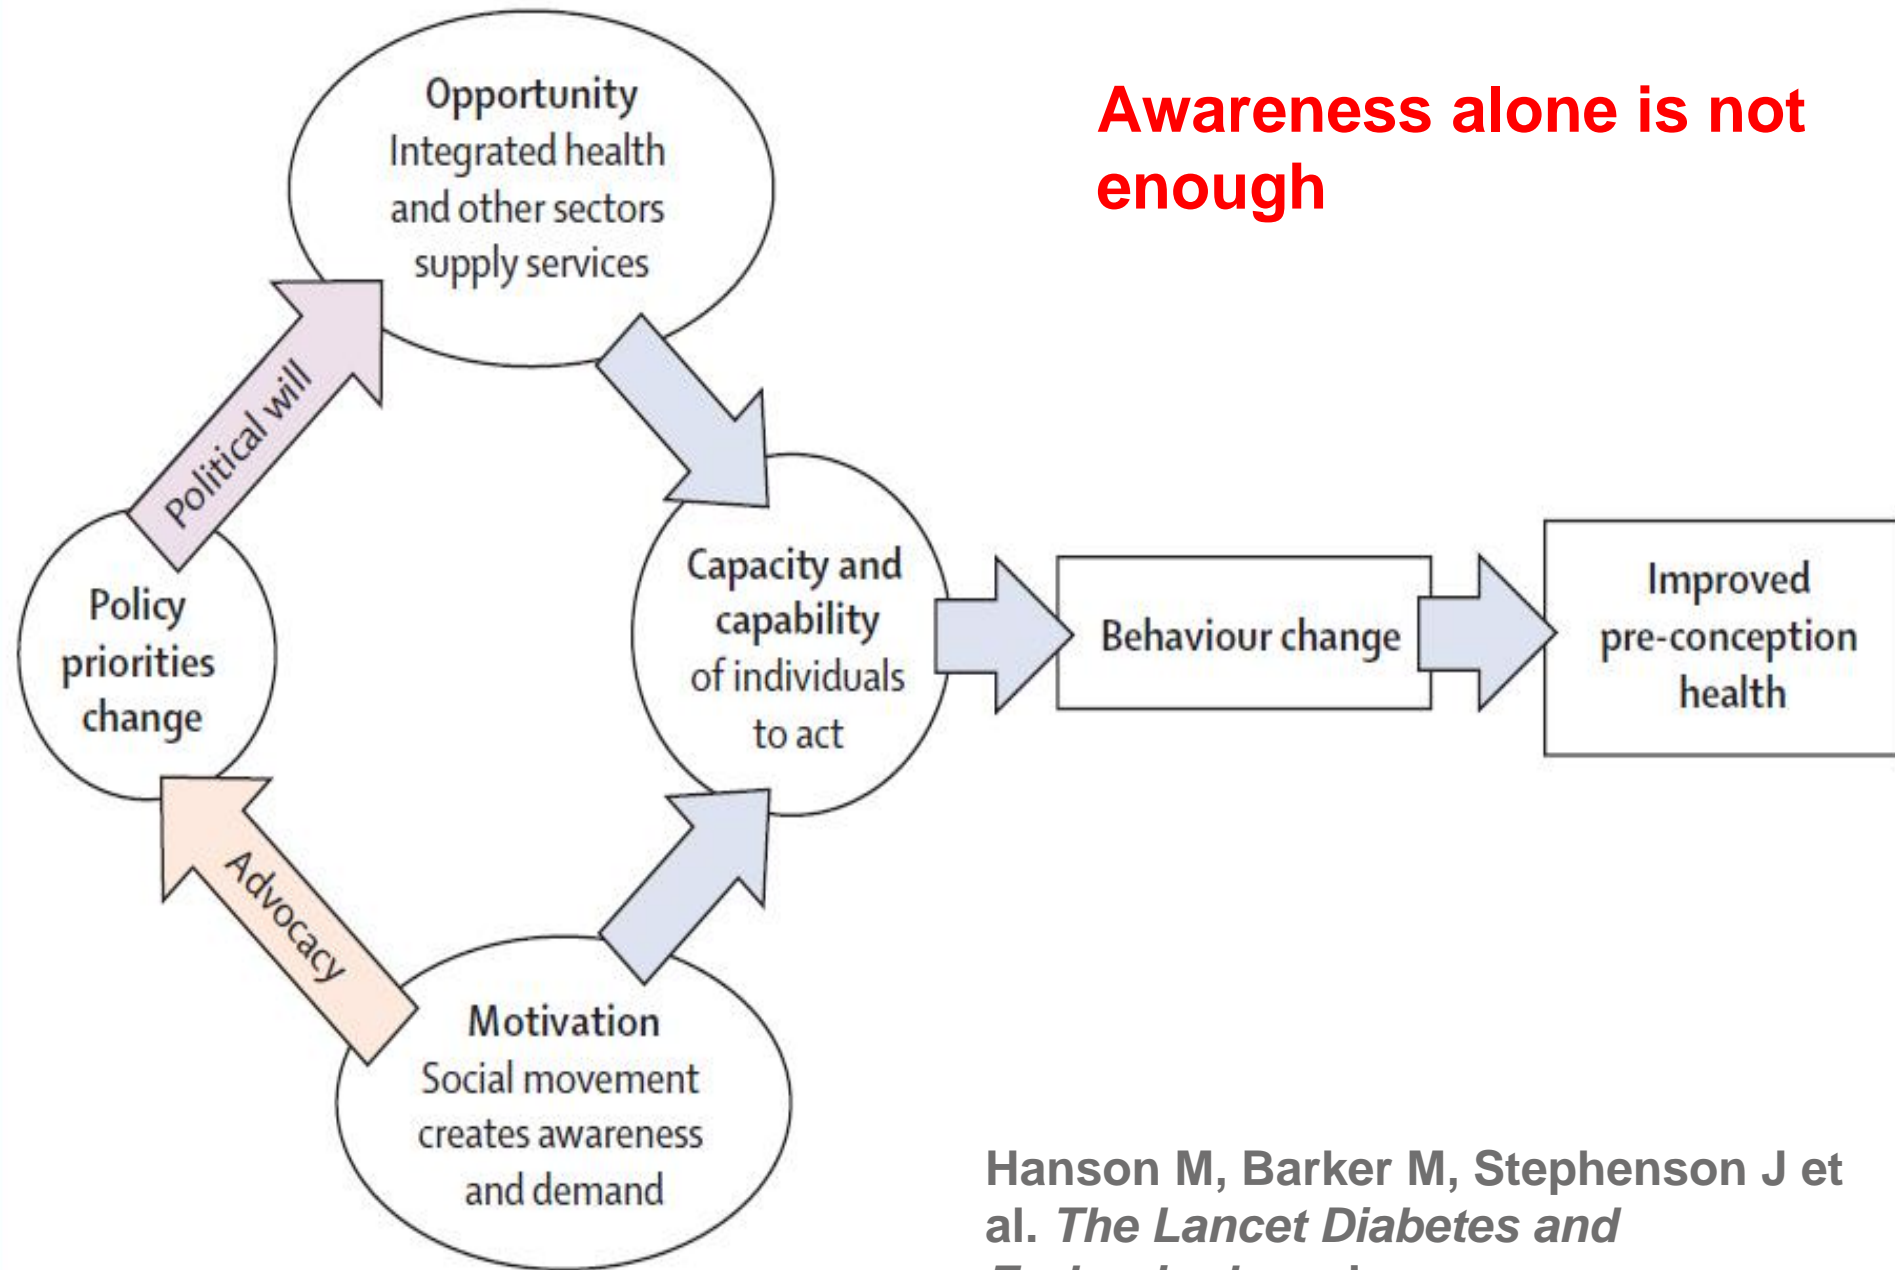 Opportunity
Integrated health
and other sectors
supply services
Awareness alone is not
enough
Political will
Policy
priorities
change
Capacity and
capability
of individuals
to act
Behaviour change
Improved
pre-conception
health
Advocacy
Motivation
Social movement
creates awareness
and demand
Hanson M, Barker M, Stephenson J et
al. The Lancet Diabetes and